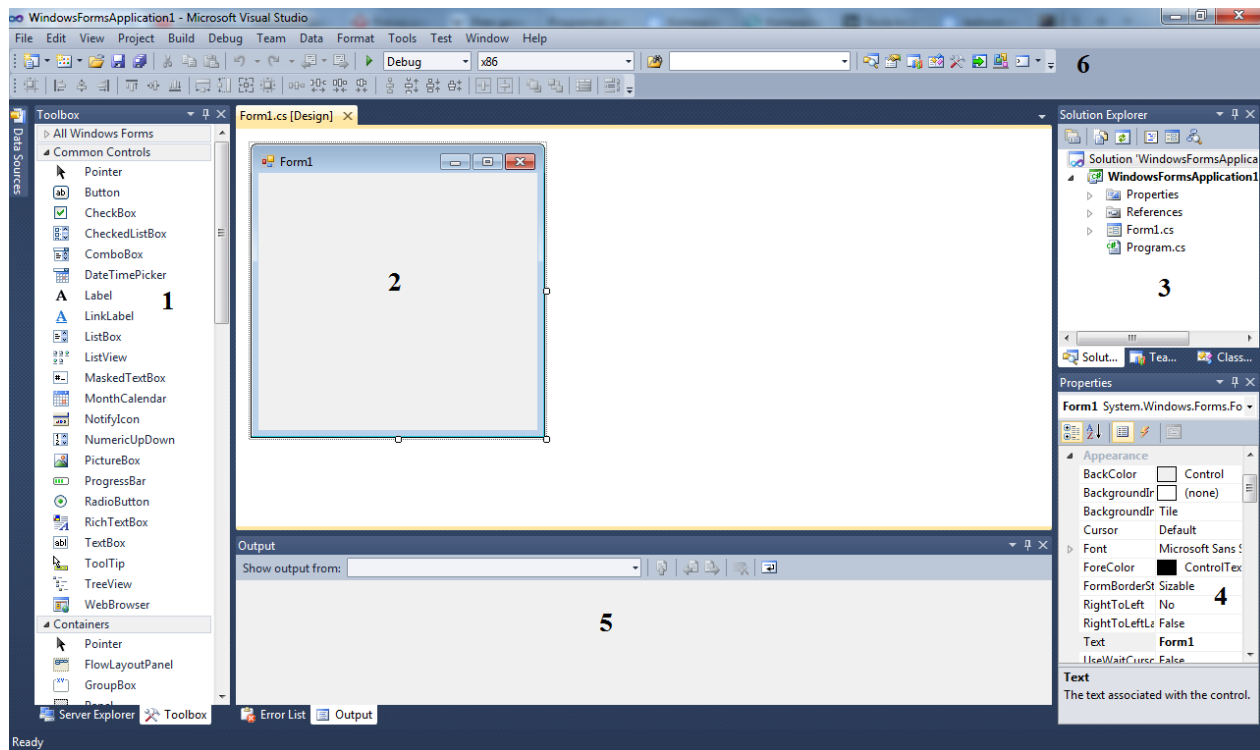 WindowsFormsApplication1 - Microsoft Visual Studio
File Edit View Project Build Debug Team Data Format Tools Test Window Help
Debug x86
6
Data Sources
Toolbox
All Windows Forms
Common Controls
Pointer
Button
CheckBox
CheckedListBox
ComboBox
DateTimePicker
Label
1
LinkLabel
ListBox
ListView
MaskedTextBox
MonthCalendar
NotifyIcon
NumericUpDown
PictureBox
ProgressBar
RadioButton
RichTextBox
TextBox
ToolTip
TreeView
WebBrowser
Containers
Pointer
FlowLayoutPanel
GroupBox
Server Explorer Toolbox
Form1.cs [Design]
Form1
2
Output
Show output from:
5
Error List Output
Solution Explorer
Solution 'WindowsFormsApplica
WindowsFormsApplication1
Properties
References
Form1.cs
Program.cs
3
Solut... Tea... Class...
Properties
Form1 System.Windows.Forms.Fo
Appearance
BackColor Control
BackgroundIr (none)
BackgroundIr Tile
Cursor Default
Font Microsoft Sans S
ForeColor ControlTex
FormBorderSt Sizable
4
RightToLeft No
RightToLeftLa False
Text Form1
UseWaitCurso False
Text
The text associated with the control.
Ready